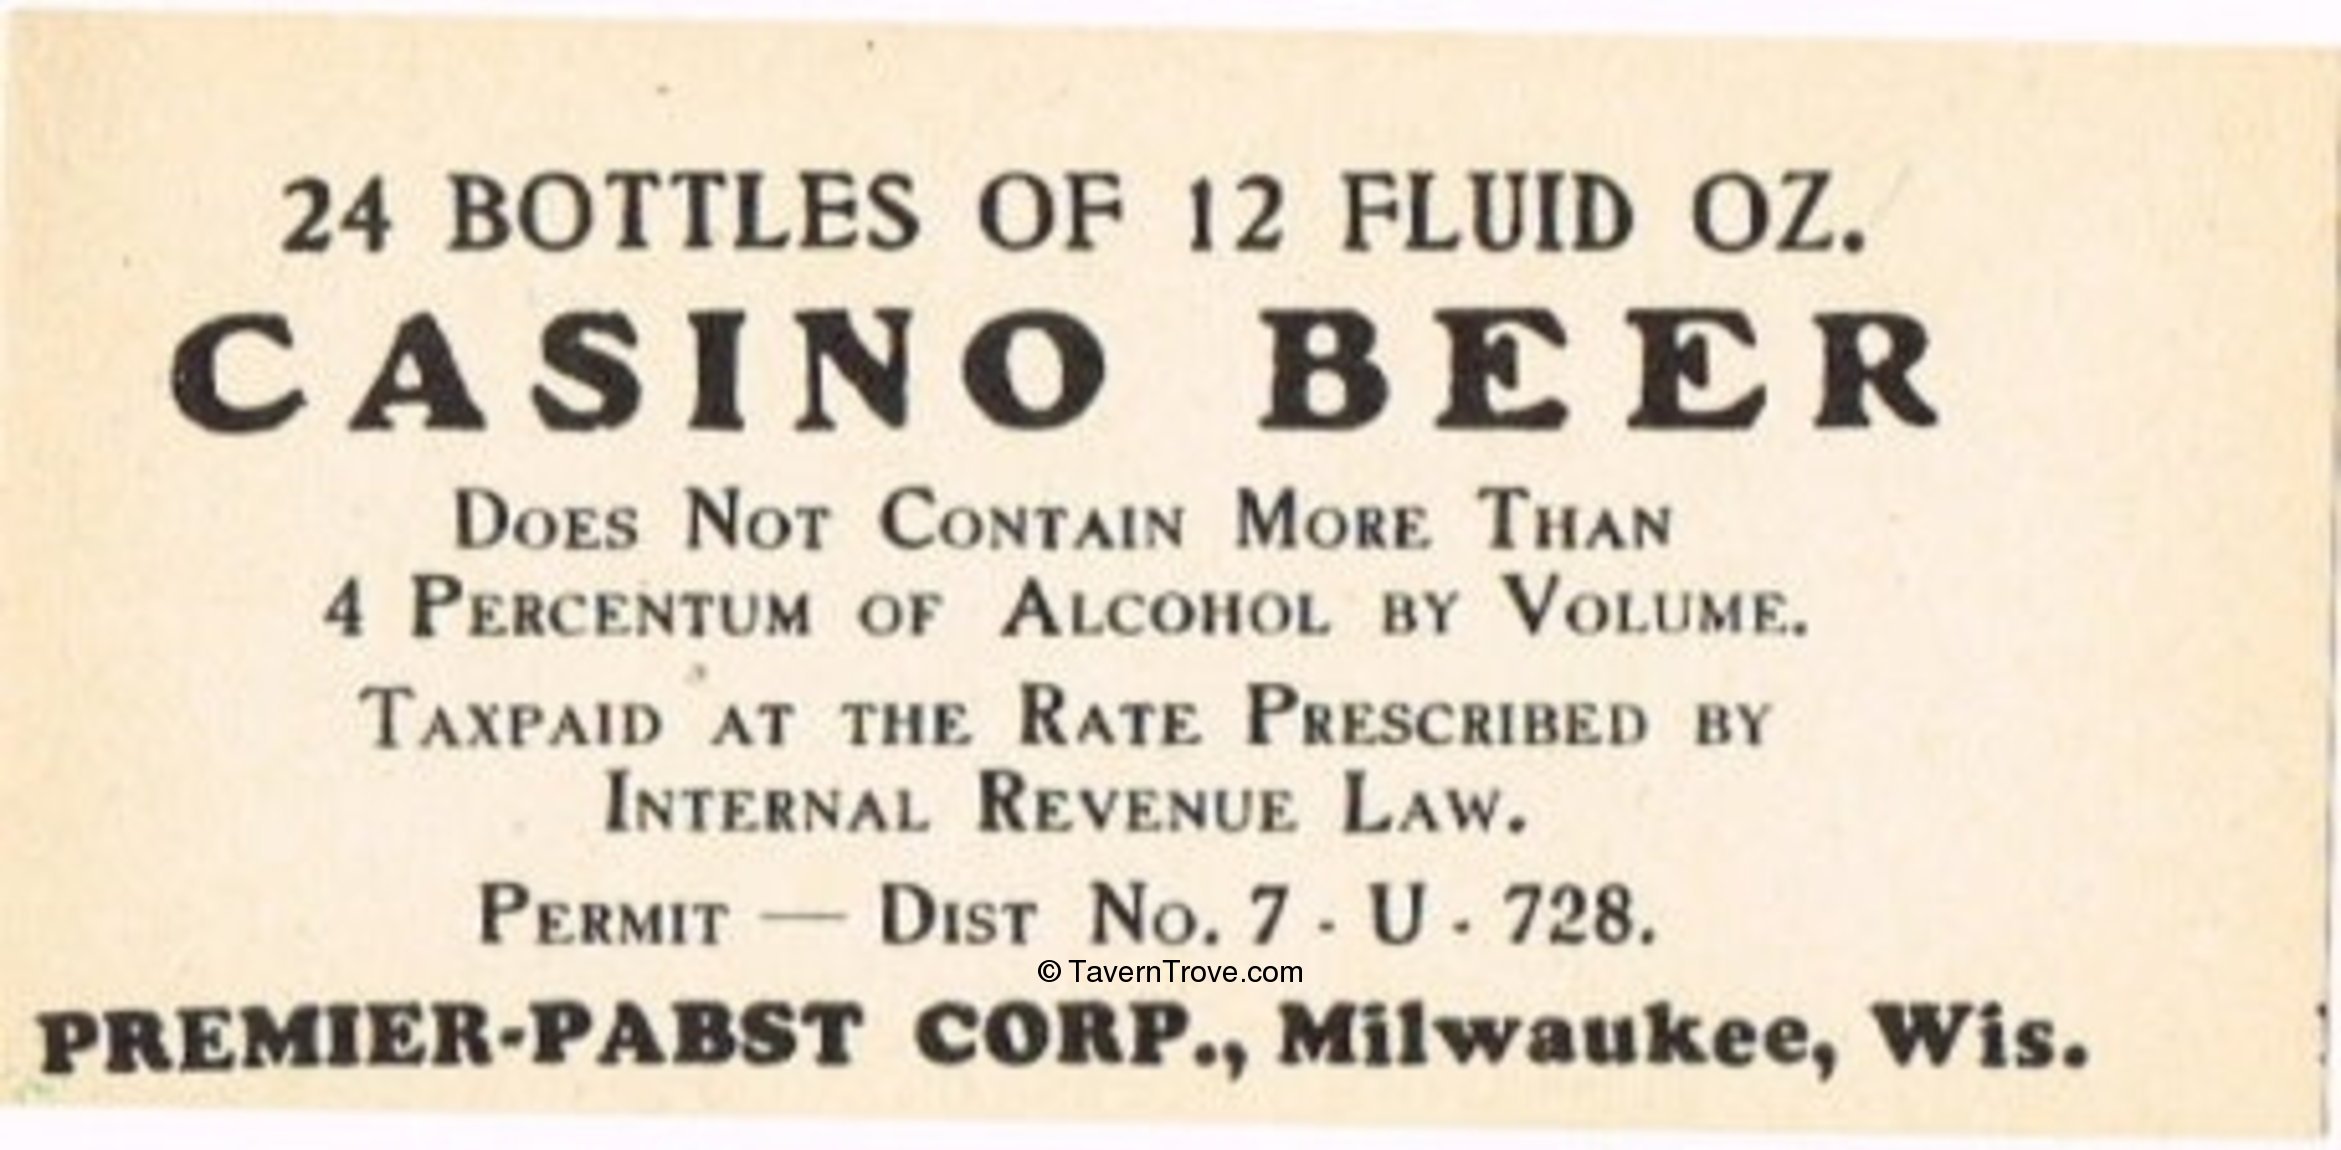 24 BOTTLES OF 12 FLUID OZ.
CASINO BEER
DOES NOT CONTAIN MORE THAN
4 PERCENTUM OF ALCOHOL BY VOLUME.
TAXPAID AT THE RATE PRESCRIBED BY
INTERNAL REVENUE LAW.
PERMIT — DIST NO. 7 - U - 728.
© TavernTrove.com
PREMIER-PABST CORP., Milwaukee, Wis.